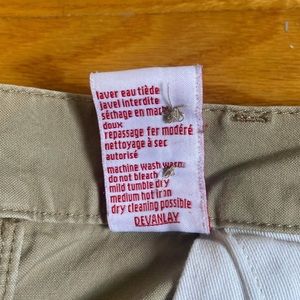 laver eau tiède
javel interdite
séchage en mach
doux
repassage fer modéré
nettoyage à sec
autorisé
machine wash warm
do not bleach
mild tumble dry
medium hot iron
dry cleaning possible
DEVANLAY